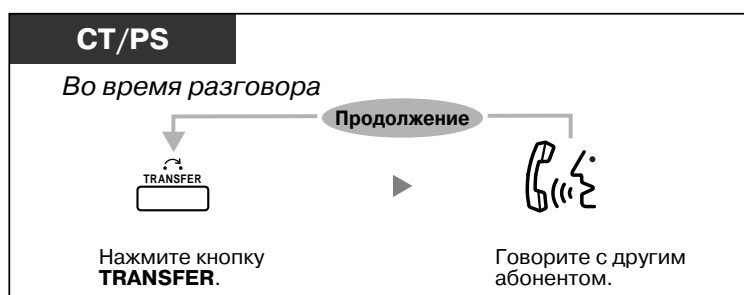 CT/PS
Во время разговора
Продолжение
TRANSFER
Нажмите кнопку
TRANSFER.
Говорите с другим
абонентом.